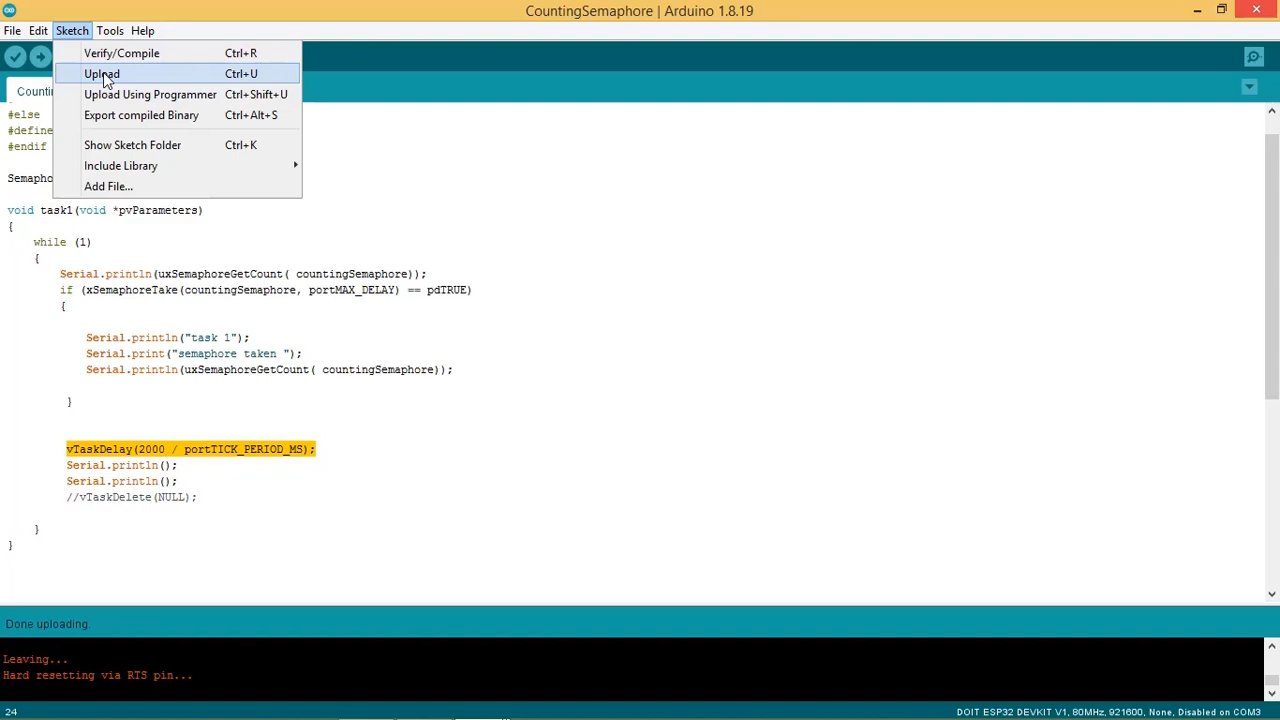 CountingSemaphore | Arduino 1.8.19
File Edit Sketch Tools Help
Verify/Compile Ctrl+R
Upload Ctrl+U
Upload Using Programmer Ctrl+Shift+U
Export compiled Binary Ctrl+Alt+S
Show Sketch Folder Ctrl+K
Include Library
Add File...
#else
#define
#endif
void task1(void *pvParameters)
{
while (1)
{
Serial.println(uxSemaphoreGetCount( countingSemaphore));
if (xSemaphoreTake(countingSemaphore, portMAX_DELAY) == pdTRUE)
{
Serial.println("task 1");
Serial.print("semaphore taken ");
Serial.println(uxSemaphoreGetCount( countingSemaphore));
}
vTaskDelay(2000 / portTICK_PERIOD_MS);
Serial.println();
Serial.println();
//vTaskDelete(NULL);
}
}
Done uploading.
Leaving...
Hard resetting via RTS pin...
24 DOIT ESP32 DEVKIT V1, 80MHz, 921600, None, Disabled on COM3